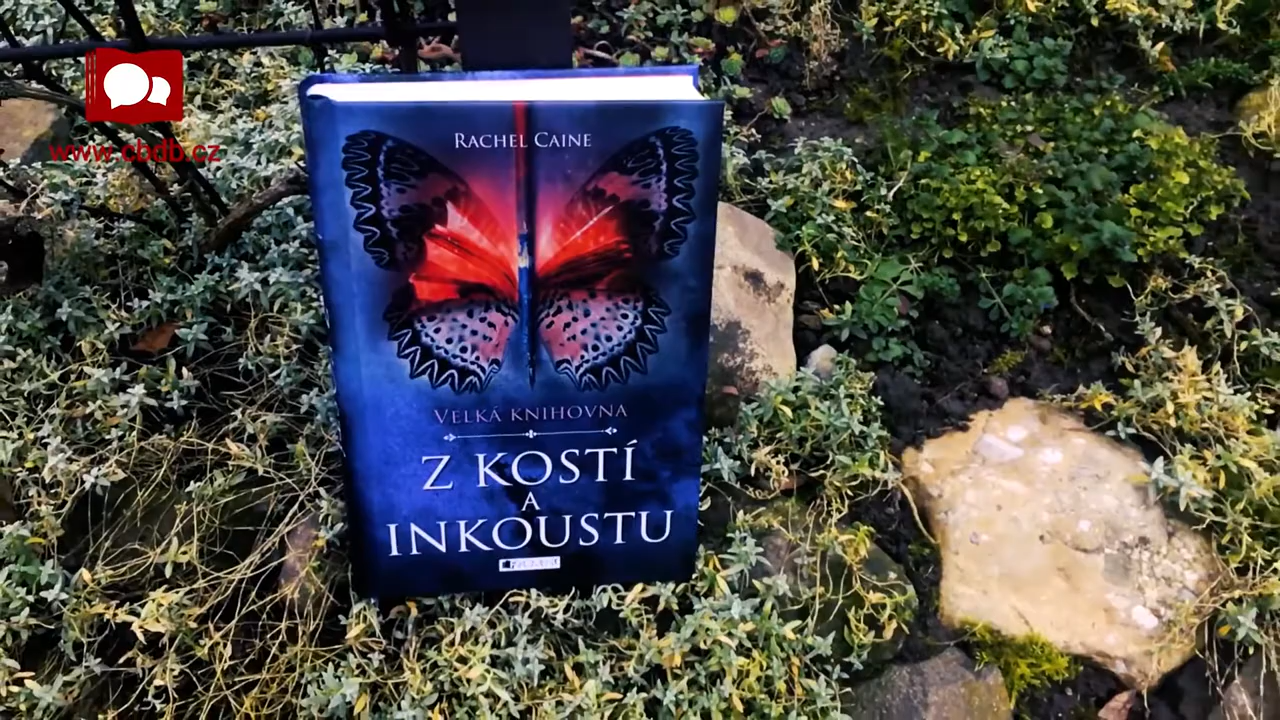 www.cbdb.cz
RACHEL CAINE
VELKÁ KNIHOVNA
Z KOSTÍ
A
INKOUSTU